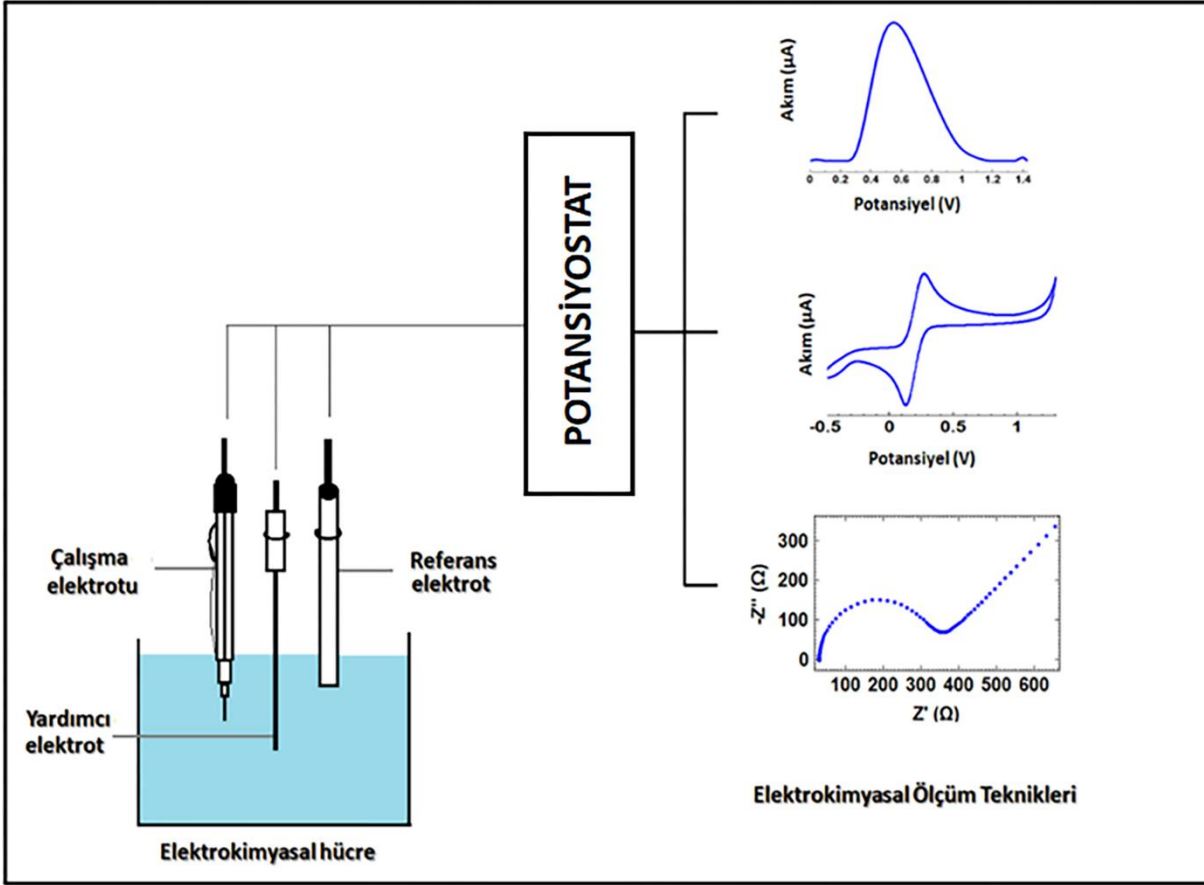 Akım (µA)
0 0.2 0.4 0.6 0.8 1 1.2 1.4
Potansiyel (V)
POTANSİYOSTAT
Akım (µA)
-0.5 0 0.5 1
Potansiyel (V)
Çalışma
elektrotu
Referans
elektrot
Yardımcı
elektrot
Elektrokimyasal hücre
-Z'' (Ω)
300
200
100
0
100 200 300 400 500 600
Z' (Ω)
Elektrokimyasal Ölçüm Teknikleri